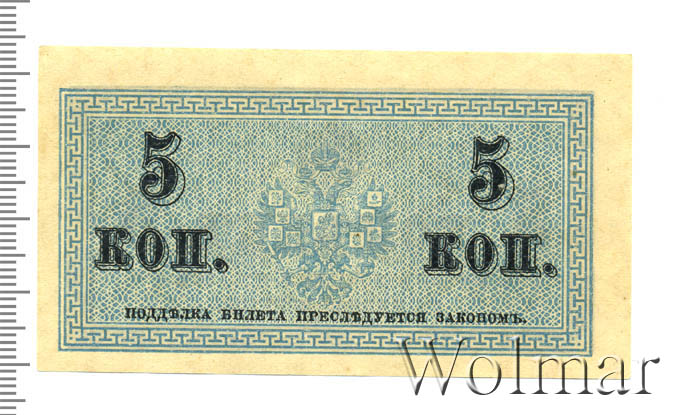 5 5
КОП. КОП.
ПОДДѢЛКА БИЛЕТА ПРЕСЛѢДУЕТСЯ ЗАКОНОМЪ.
Wolmar